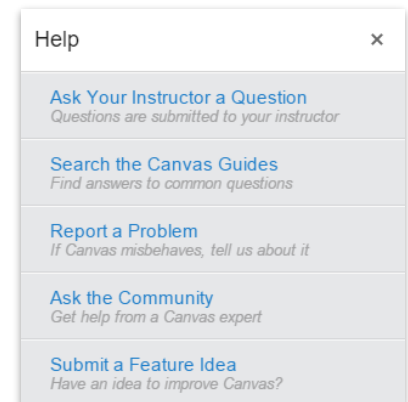 Help ×
Ask Your Instructor a Question
Questions are submitted to your instructor
Search the Canvas Guides
Find answers to common questions
Report a Problem
If Canvas misbehaves, tell us about it
Ask the Community
Get help from a Canvas expert
Submit a Feature Idea
Have an idea to improve Canvas?